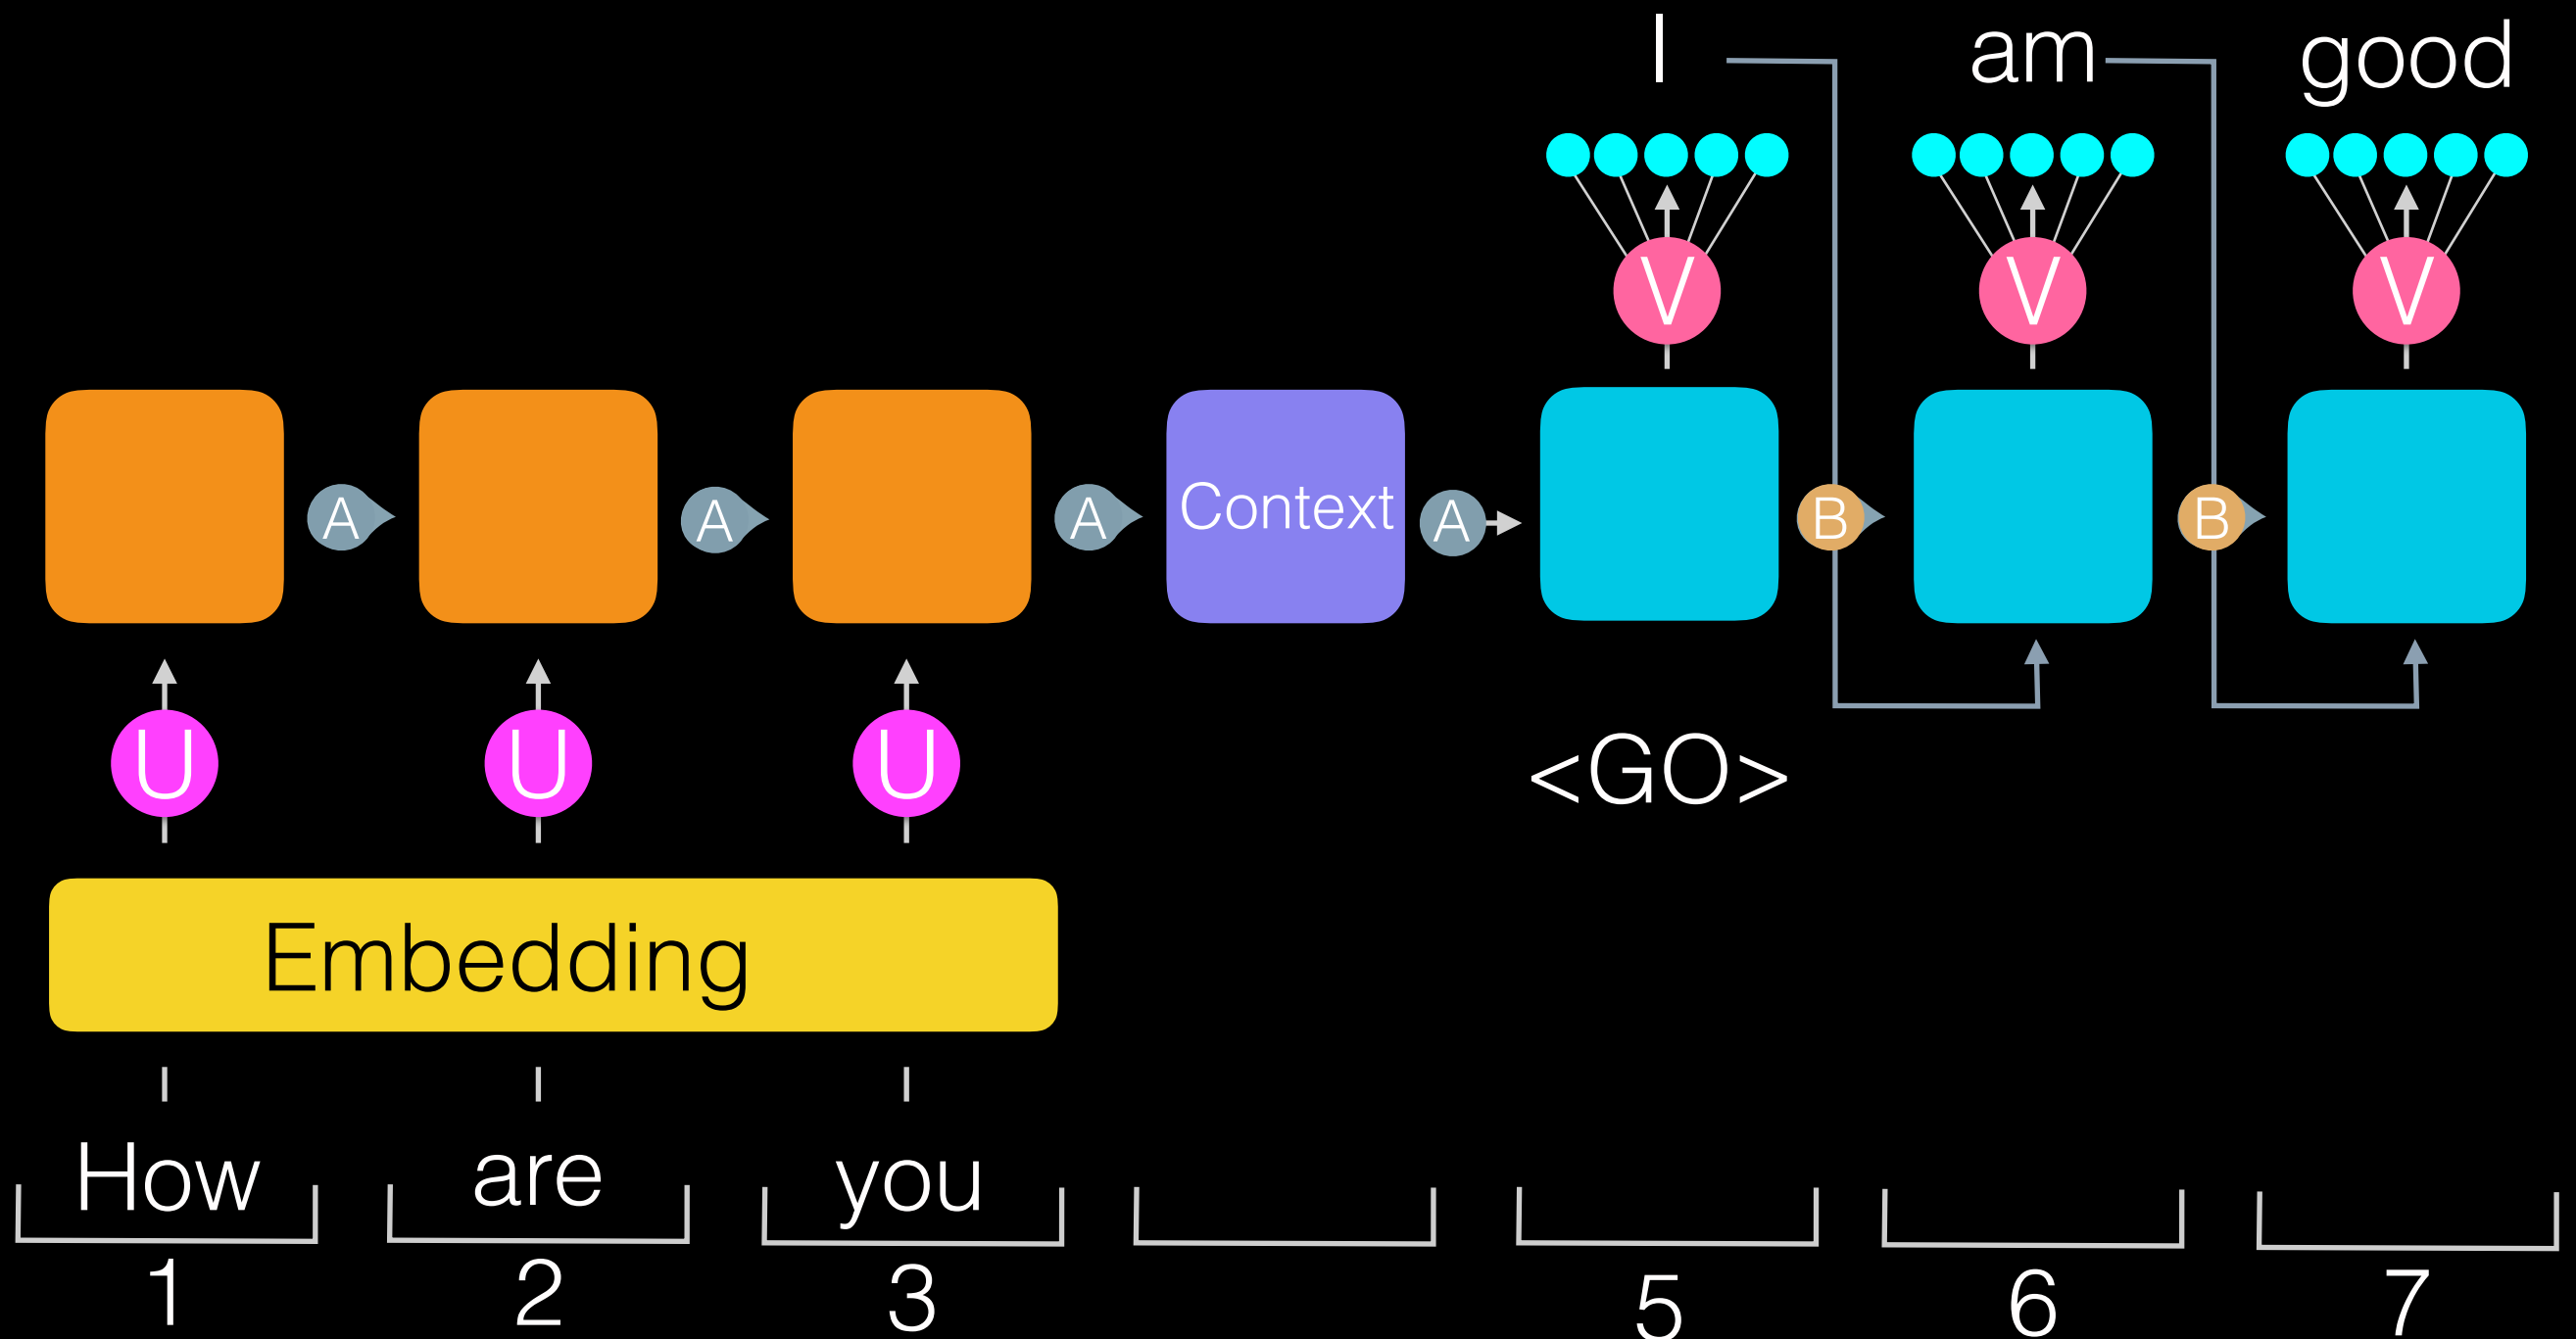 I am good
V V V
A A A Context A B B
U U U <GO>
Embedding
How are you
1 2 3 5 6 7